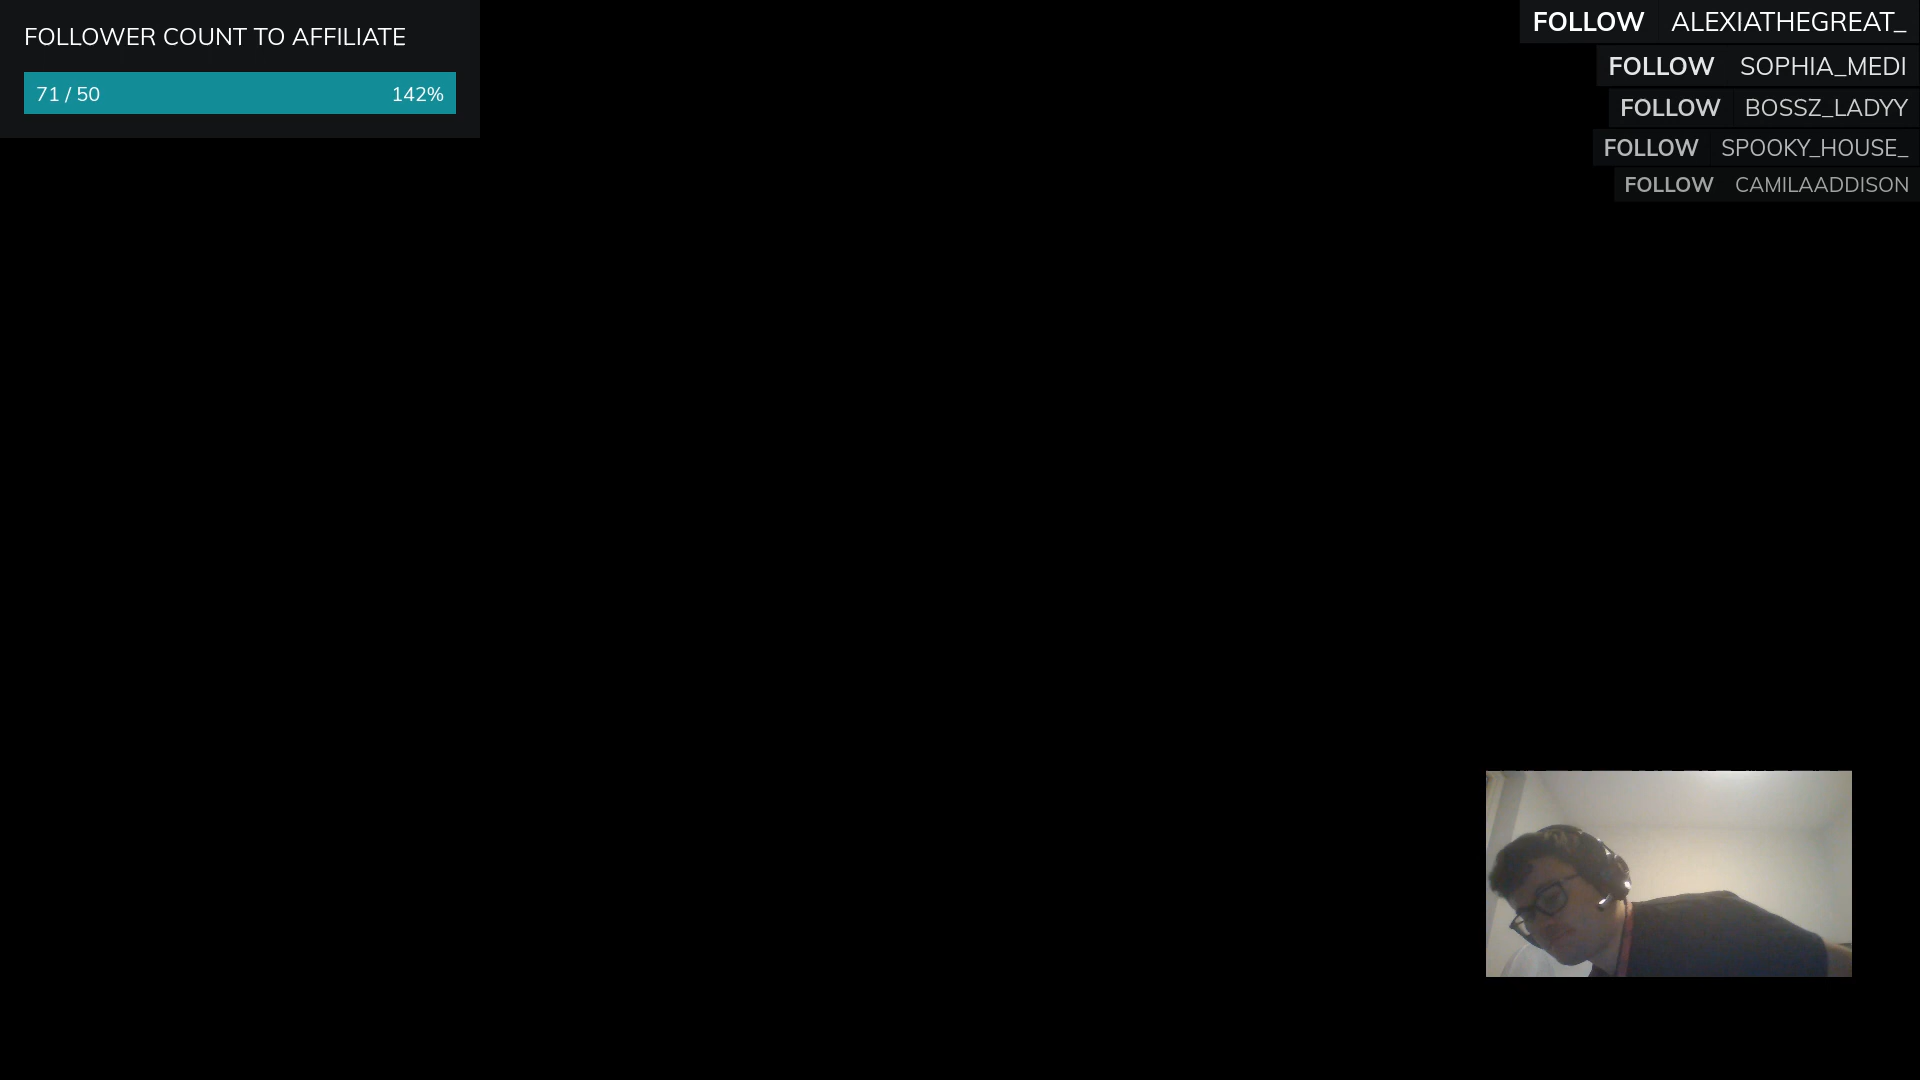 FOLLOWER COUNT TO AFFILIATE
71 / 50 142%
FOLLOW ALEXIATHEGREAT_
FOLLOW SOPHIA_MEDI
FOLLOW BOSSZ_LADYY
FOLLOW SPOOKY_HOUSE_
FOLLOW CAMILAADDISON